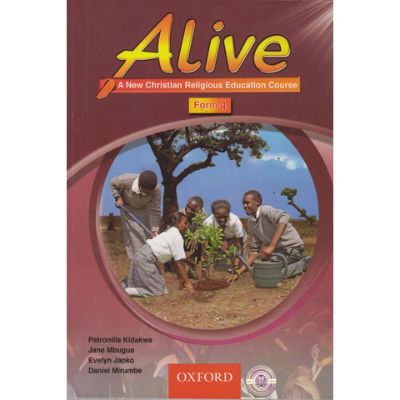 Alive
A New Christian Religious Education Course
Form 4
Petronilla Kidakwa
Jane Mbugua
Evelyn Jaoko
Daniel Mirumbe
OXFORD